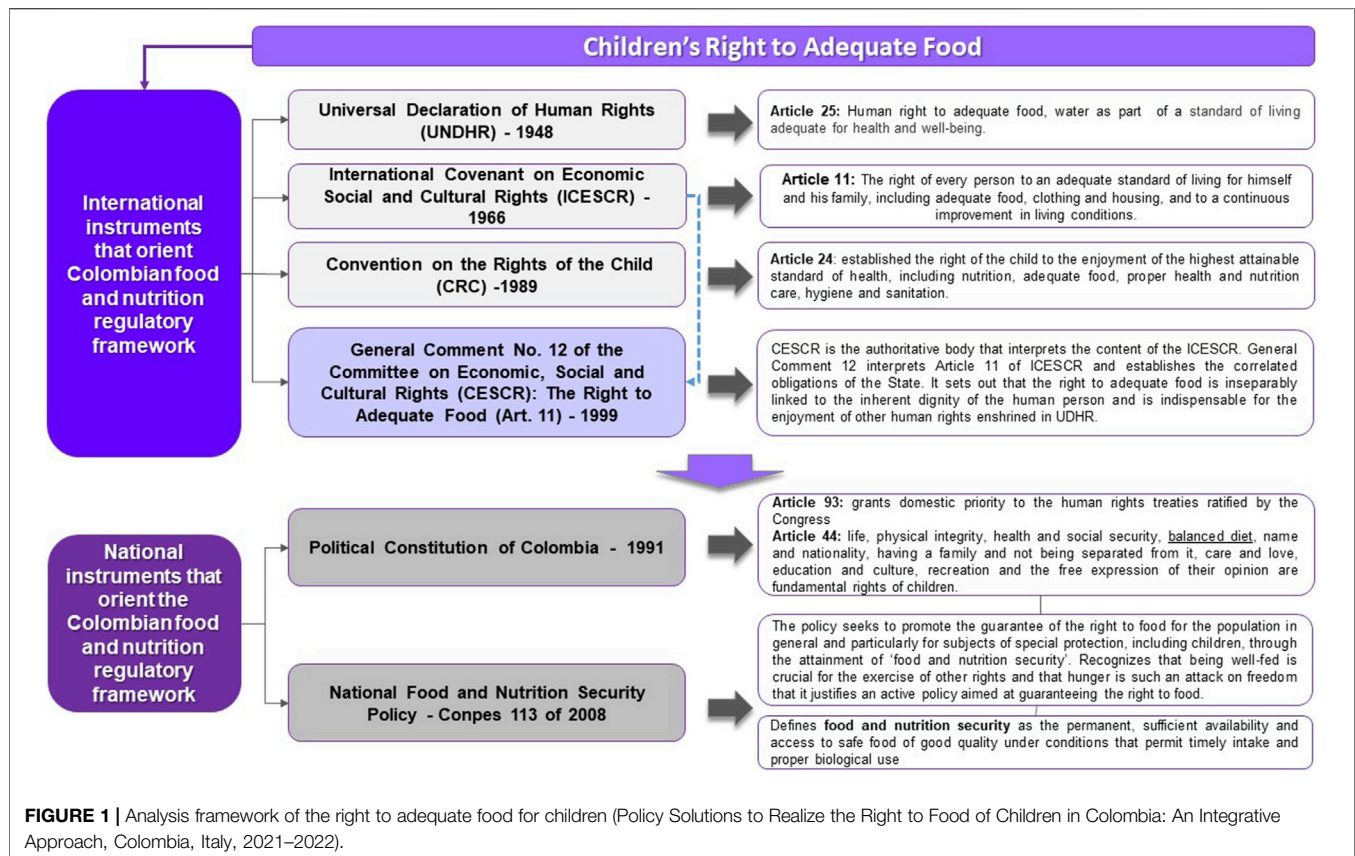 Children's Right to Adequate Food
International
instruments
that orient
Colombian food
and nutrition
regulatory
framework
Universal Declaration of Human Rights
(UNDHR) - 1948
Article 25: Human right to adequate food, water as part of a standard of living
adequate for health and well-being.
International Covenant on Economic
Social and Cultural Rights (ICESCR) -
1966
Article 11: The right of every person to an adequate standard of living for himself
and his family, including adequate food, clothing and housing, and to a continuous
improvement in living conditions.
Convention on the Rights of the Child
(CRC) -1989
Article 24: established the right of the child to the enjoyment of the highest attainable
standard of health, including nutrition, adequate food, proper health and nutrition
care, hygiene and sanitation.
General Comment No. 12 of the
Committee on Economic, Social and
Cultural Rights (CESCR): The Right to
Adequate Food (Art. 11) - 1999
CESCR is the authoritative body that interprets the content of the ICESCR. General
Comment 12 interprets Article 11 of ICESCR and establishes the correlated
obligations of the State. It sets out that the right to adequate food is inseparably
linked to the inherent dignity of the human person and is indispensable for the
enjoyment of other human rights enshrined in UDHR.
National
instruments that
orient the
Colombian food
and nutrition
regulatory
framework
Political Constitution of Colombia - 1991
Article 93: grants domestic priority to the human rights treaties ratified by the
Congress
Article 44: life, physical integrity, health and social security, balanced diet, name
and nationality, having a family and not being separated from it, care and love,
education and culture, recreation and the free expression of their opinion are
fundamental rights of children.
National Food and Nutrition Security
Policy - Conpes 113 of 2008
The policy seeks to promote the guarantee of the right to food for the population in
general and particularly for subjects of special protection, including children, through
the attainment of 'food and nutrition security'. Recognizes that being well-fed is
crucial for the exercise of other rights and that hunger is such an attack on freedom
that it justifies an active policy aimed at guaranteeing the right to food.
Defines food and nutrition security as the permanent, sufficient availability and
access to safe food of good quality under conditions that permit timely intake and
proper biological use
FIGURE 1 | Analysis framework of the right to adequate food for children (Policy Solutions to Realize the Right to Food of Children in Colombia: An Integrative
Approach, Colombia, Italy, 2021–2022).